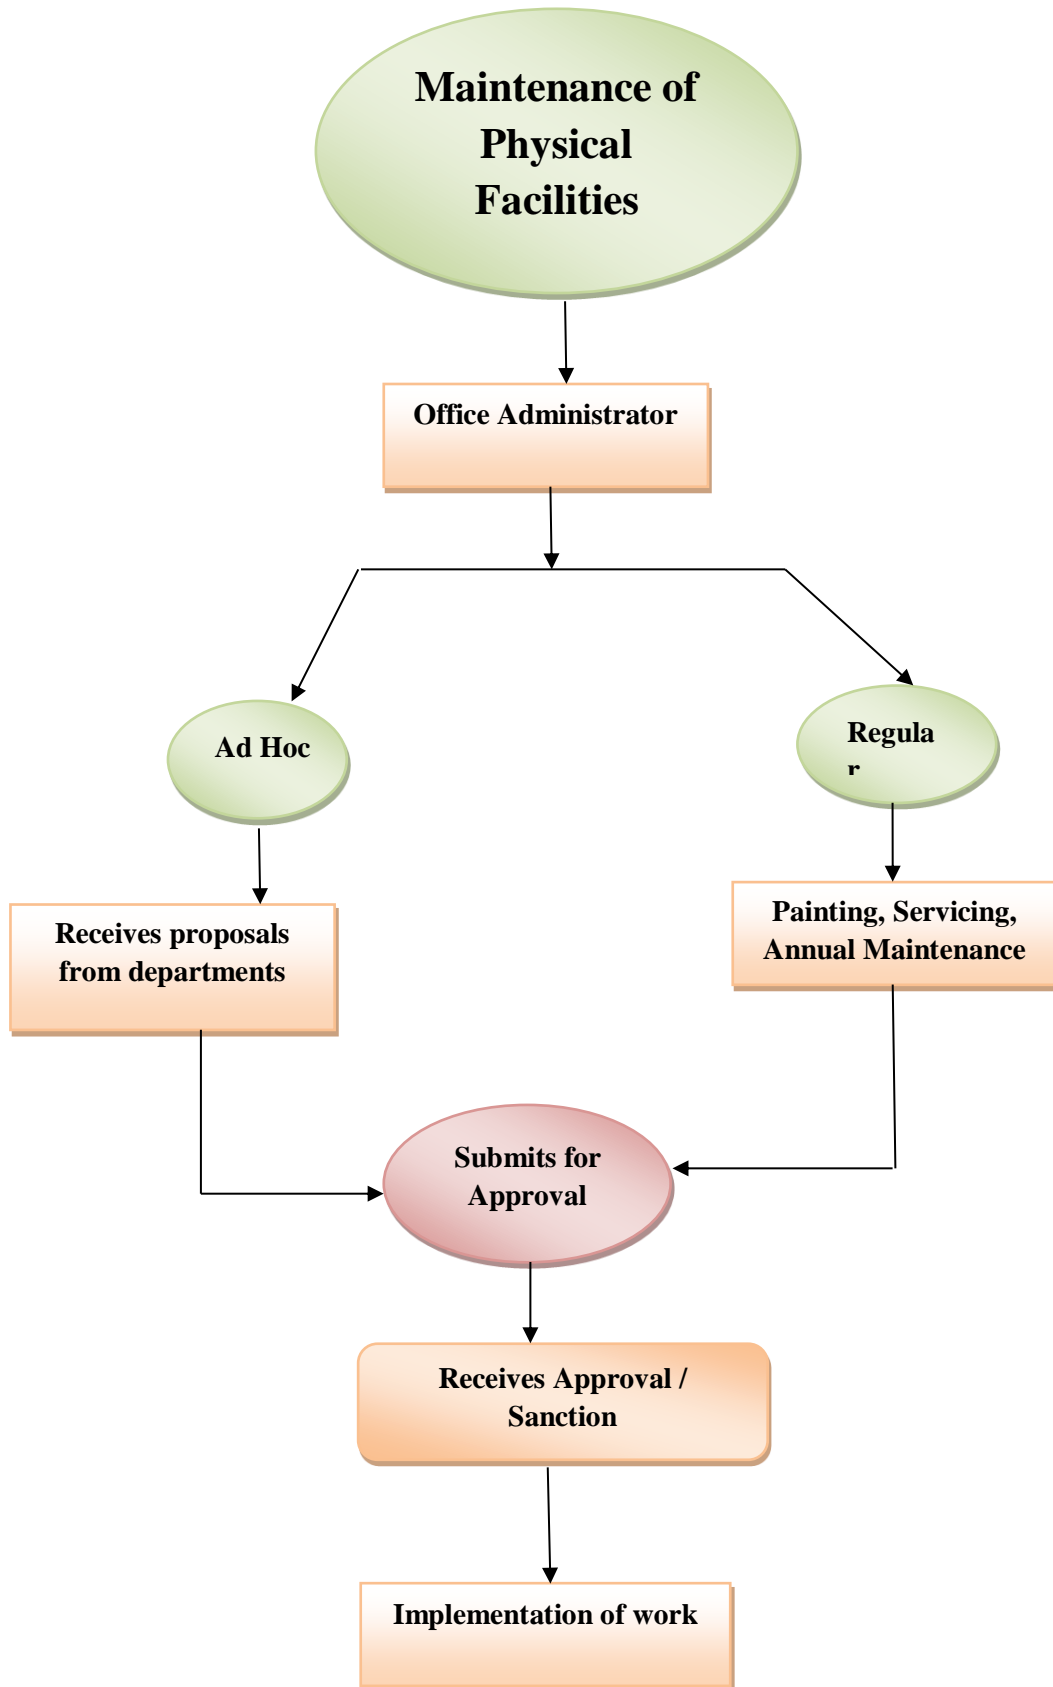 Maintenance of
Physical
Facilities
Office Administrator
Ad Hoc
Regula
r
Receives proposals
from departments
Painting, Servicing,
Annual Maintenance
Submits for
Approval
Receives Approval /
Sanction
Implementation of work